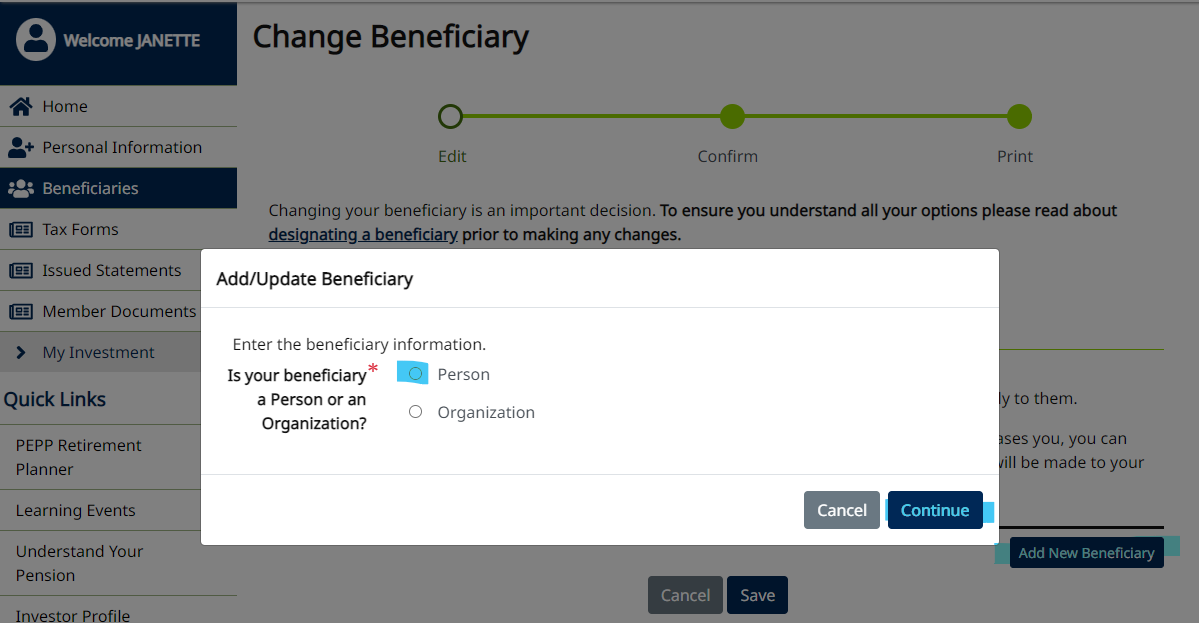 Welcome JANETTE
Home
Personal Information
Beneficiaries
Tax Forms
Issued Statements
Member Documents
My Investment
Quick Links
PEPP Retirement
Planner
Learning Events
Understand Your
Pension
Investor Profile
Change Beneficiary
Edit
Confirm
Print
Changing your beneficiary is an important decision. To ensure you understand all your options please read about
designating a beneficiary prior to making any changes.
Add/Update Beneficiary
Enter the beneficiary information.
Is your beneficiary*
a Person or an
Organization?
Person
Organization
Cancel
Continue
to them.
you, you can
be made to your
Add New Beneficiary
Cancel
Save